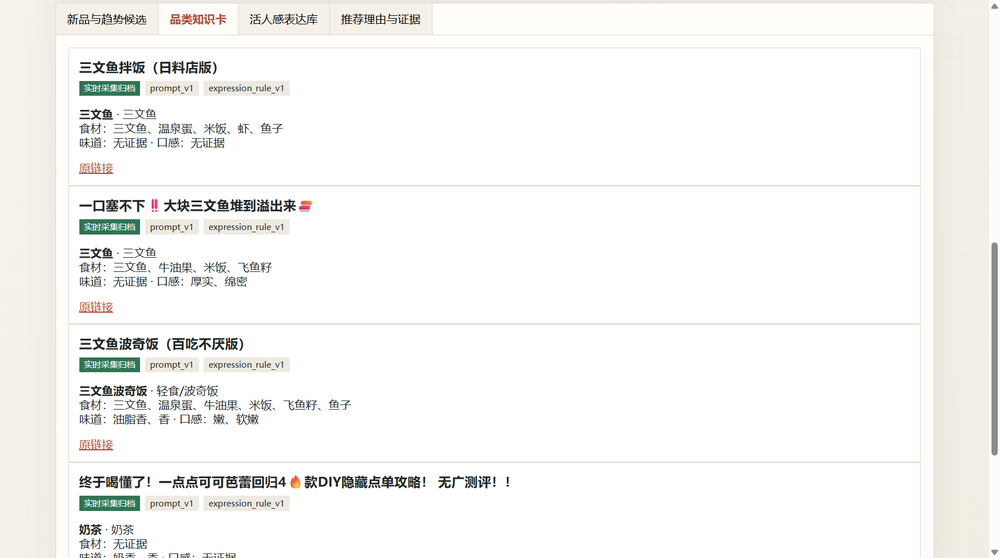 新品与趋势候选
品类知识卡
活人感表达库
推荐理由与证据
三文鱼拌饭（日料店版）
实时采集归档 prompt_v1 expression_rule_v1
三文鱼 · 三文鱼
食材：三文鱼、温泉蛋、米饭、虾、鱼子
味道：无证据 · 口感：无证据
原链接
一口塞不下‼️大块三文鱼堆到溢出来🍣
实时采集归档 prompt_v1 expression_rule_v1
三文鱼 · 三文鱼
食材：三文鱼、牛油果、米饭、飞鱼籽
味道：无证据 · 口感：厚实、绵密
原链接
三文鱼波奇饭（百吃不厌版）
实时采集归档 prompt_v1 expression_rule_v1
三文鱼波奇饭 · 轻食/波奇饭
食材：三文鱼、温泉蛋、牛油果、米饭、飞鱼籽、鱼子
味道：油脂香、香 · 口感：嫩、软嫩
原链接
终于喝懂了！一点点可可芭蕾回归4🔥款DIY隐藏点单攻略！ 无广测评！！
实时采集归档 prompt_v1 expression_rule_v1
奶茶 · 奶茶
食材：无证据
味道：奶香、香 · 口感：无证据